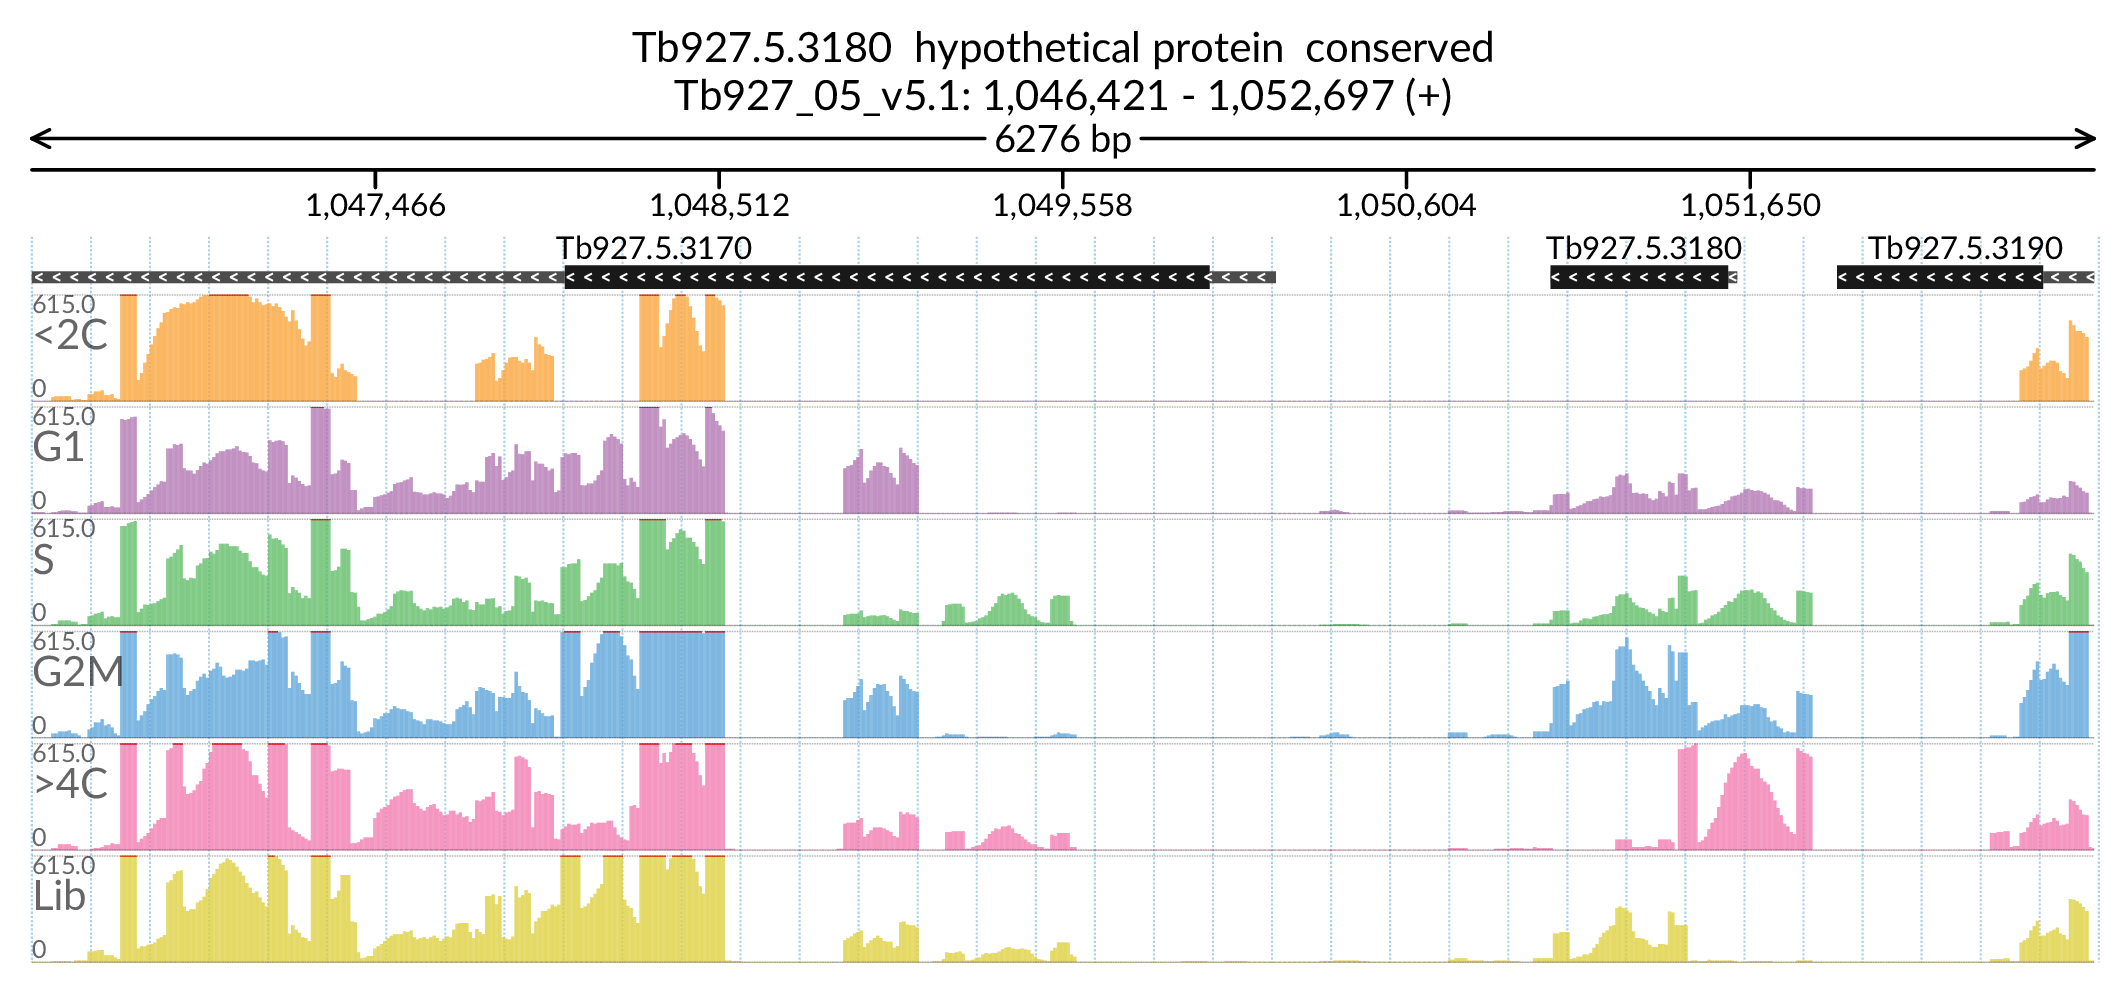 Tb927.5.3180  hypothetical protein  conserved
Tb927_05_v5.1: 1,046,421 - 1,052,697 (+)
6276 bp
1,047,466 1,048,512 1,049,558 1,050,604 1,051,650
Tb927.5.3170 Tb927.5.3180 Tb927.5.3190
615.0
<2C
0
615.0
G1
0
615.0
S
0
615.0
G2M
0
615.0
>4C
0
615.0
Lib
0